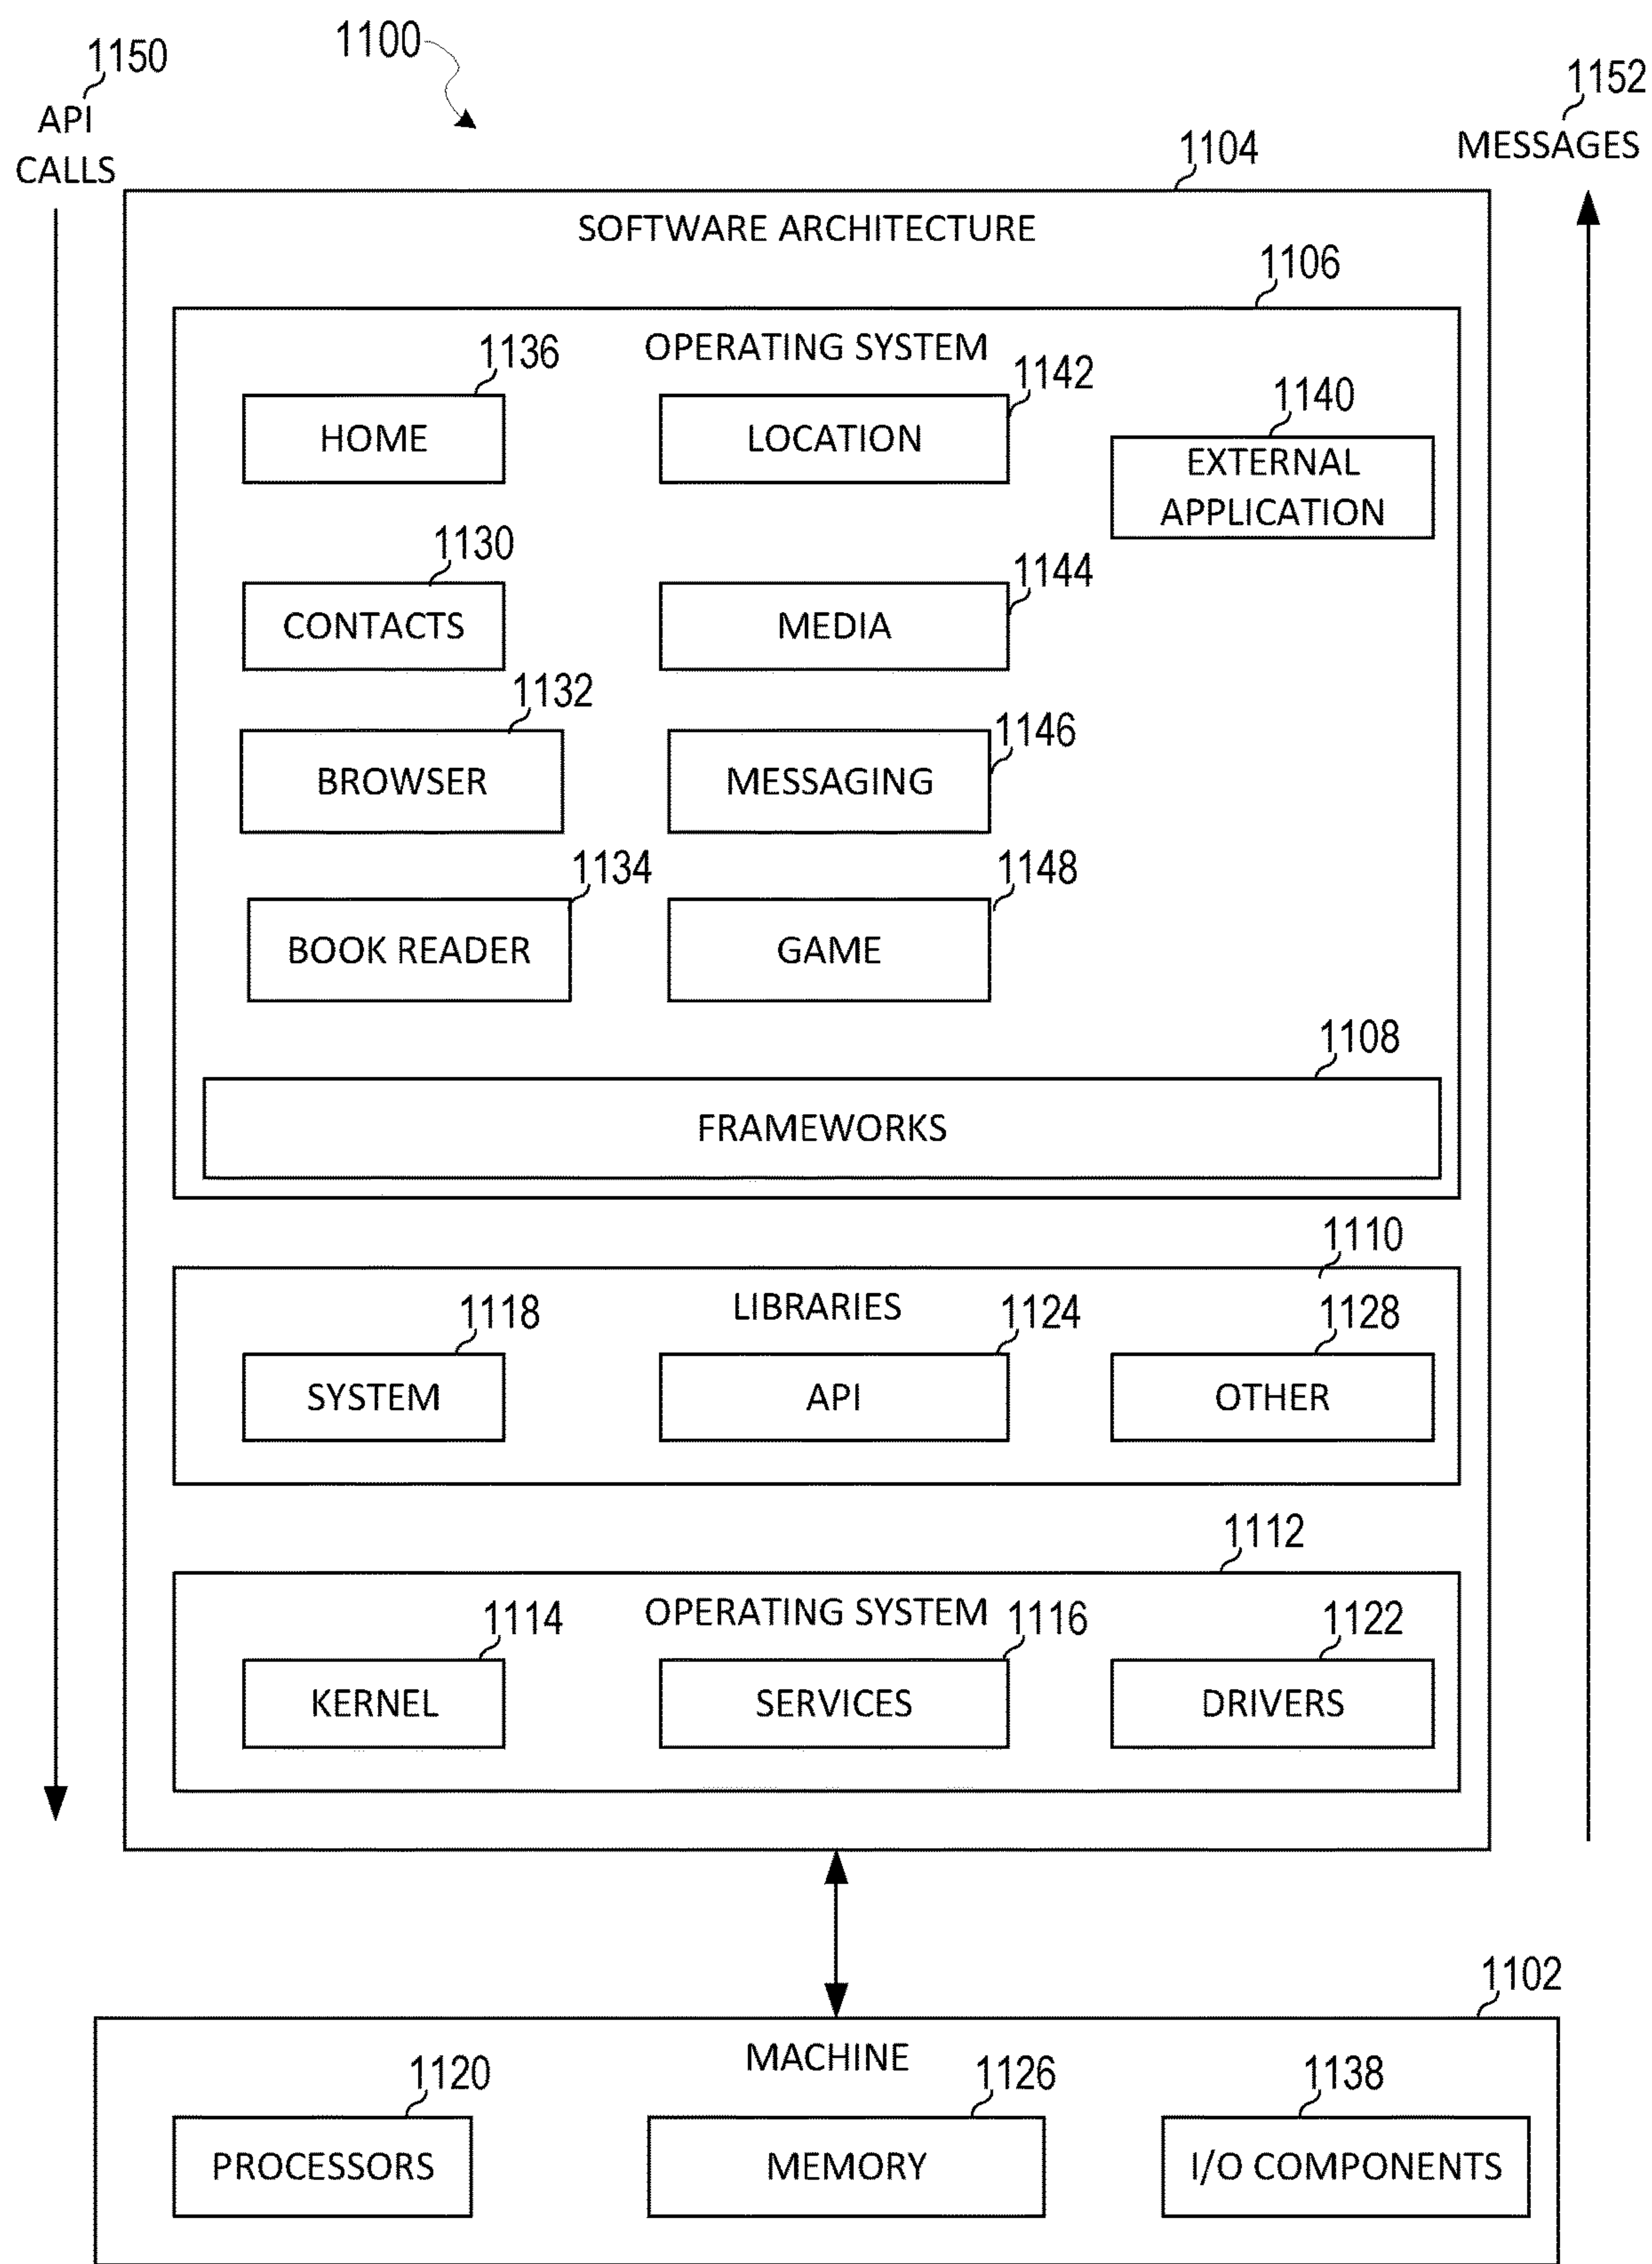 1100
1150
API
CALLS
1152
MESSAGES
1104
SOFTWARE ARCHITECTURE
1106
OPERATING SYSTEM
1136
HOME
1142
LOCATION
1140
EXTERNAL
APPLICATION
1130
CONTACTS
1144
MEDIA
1132
BROWSER
1146
MESSAGING
1134
BOOK READER
1148
GAME
1108
FRAMEWORKS
1110
LIBRARIES
1118
SYSTEM
1124
API
1128
OTHER
1112
OPERATING SYSTEM
1114
KERNEL
1116
SERVICES
1122
DRIVERS
1102
MACHINE
1120
PROCESSORS
1126
MEMORY
1138
I/O COMPONENTS